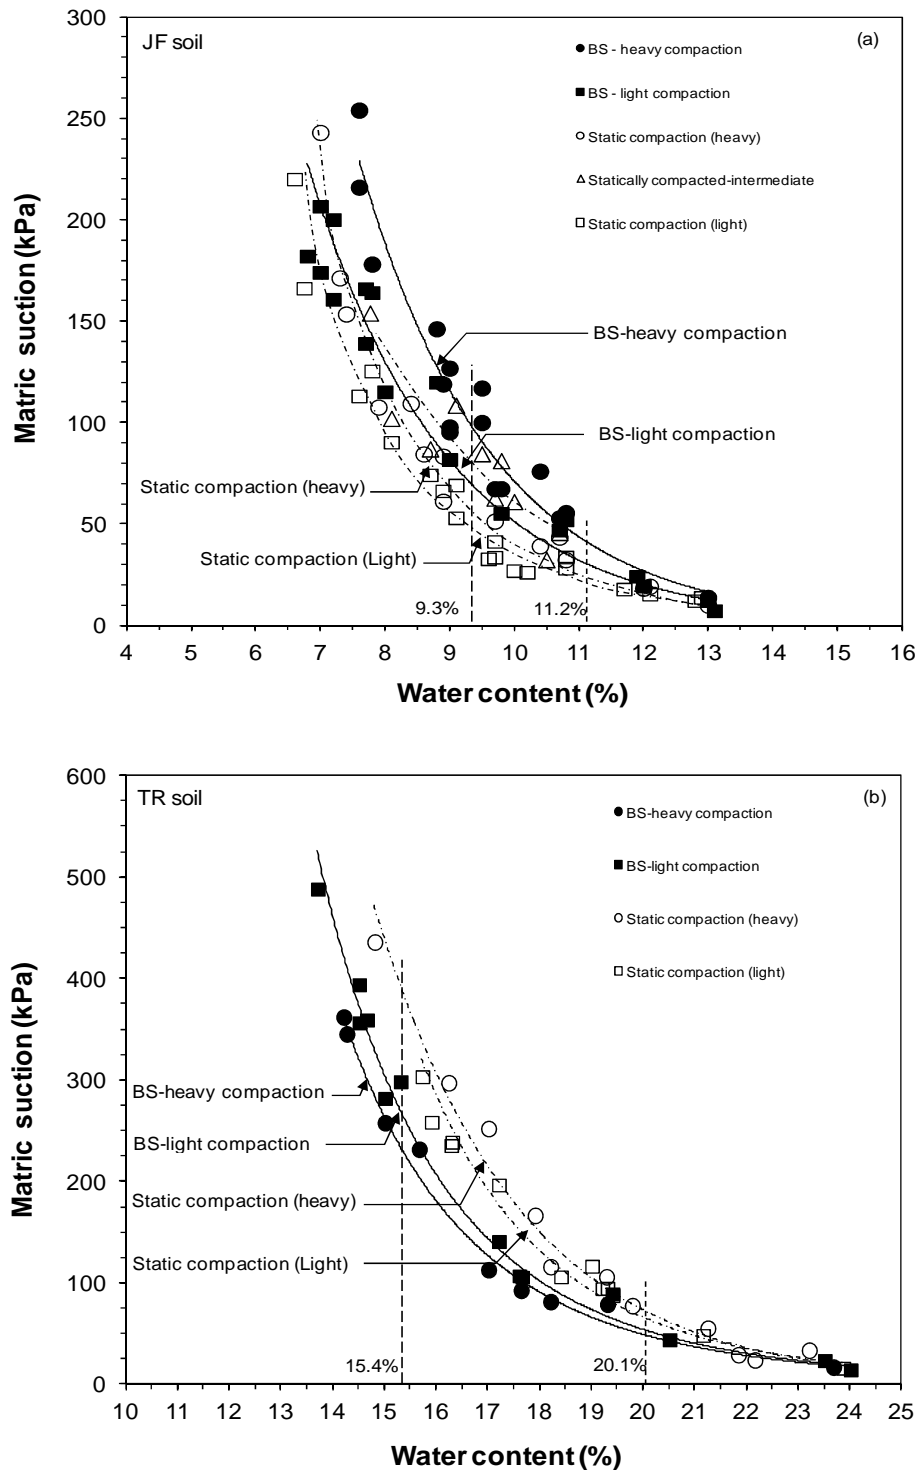 300
JF soil
(a)
BS - heavy compaction
BS - light compaction
Static compaction (heavy)
Statically compacted-intermediate
Static compaction (light)
250
200
150
100
50
0
Matric suction (kPa)
BS-heavy compaction
BS-light compaction
Static compaction (heavy)
Static compaction (Light)
9.3%
11.2%
4 5 6 7 8 9 10 11 12 13 14 15 16
Water content (%)
600
TR soil
(b)
BS-heavy compaction
BS-light compaction
Static compaction (heavy)
Static compaction (light)
500
400
300
200
100
0
Matric suction (kPa)
BS-heavy compaction
BS-light compaction
Static compaction (heavy)
Static compaction (Light)
15.4%
20.1%
10 11 12 13 14 15 16 17 18 19 20 21 22 23 24 25
Water content (%)